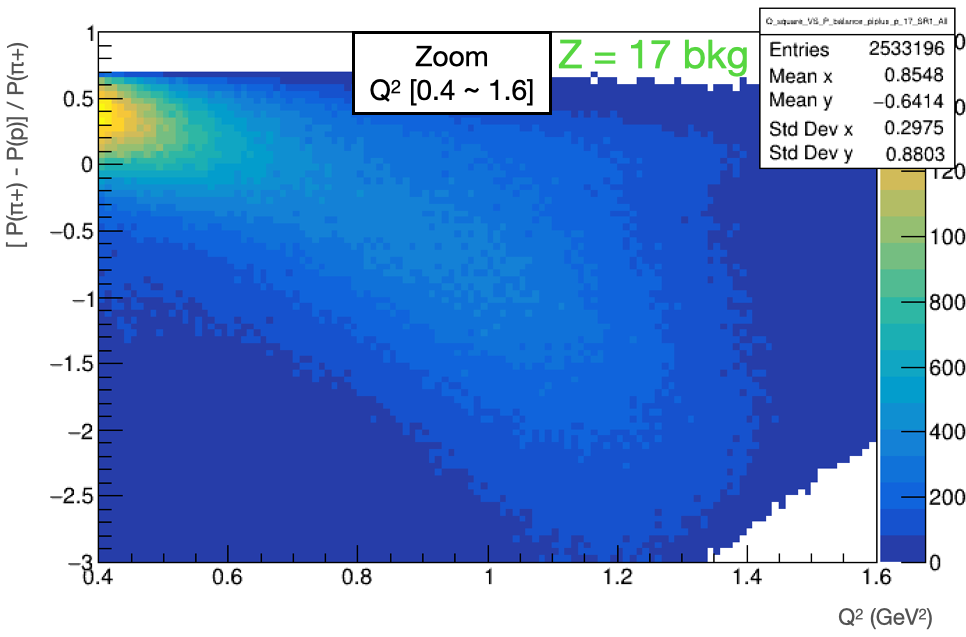 Q_square_VS_P_balance_piplus_p_17_SR1_All
Entries 2533196
Mean x 0.8548
Mean y −0.6414
Std Dev x 0.2975
Std Dev y 0.8803
Zoom
Q² [0.4 ~ 1.6]
Z = 17 bkg
[ P(π+) - P(p)] / P(π+)
1
0.5
0
−0.5
−1
−1.5
−2
−2.5
−3
0.4 0.6 0.8 1 1.2 1.4 1.6
Q² (GeV²)
800
600
400
200
0